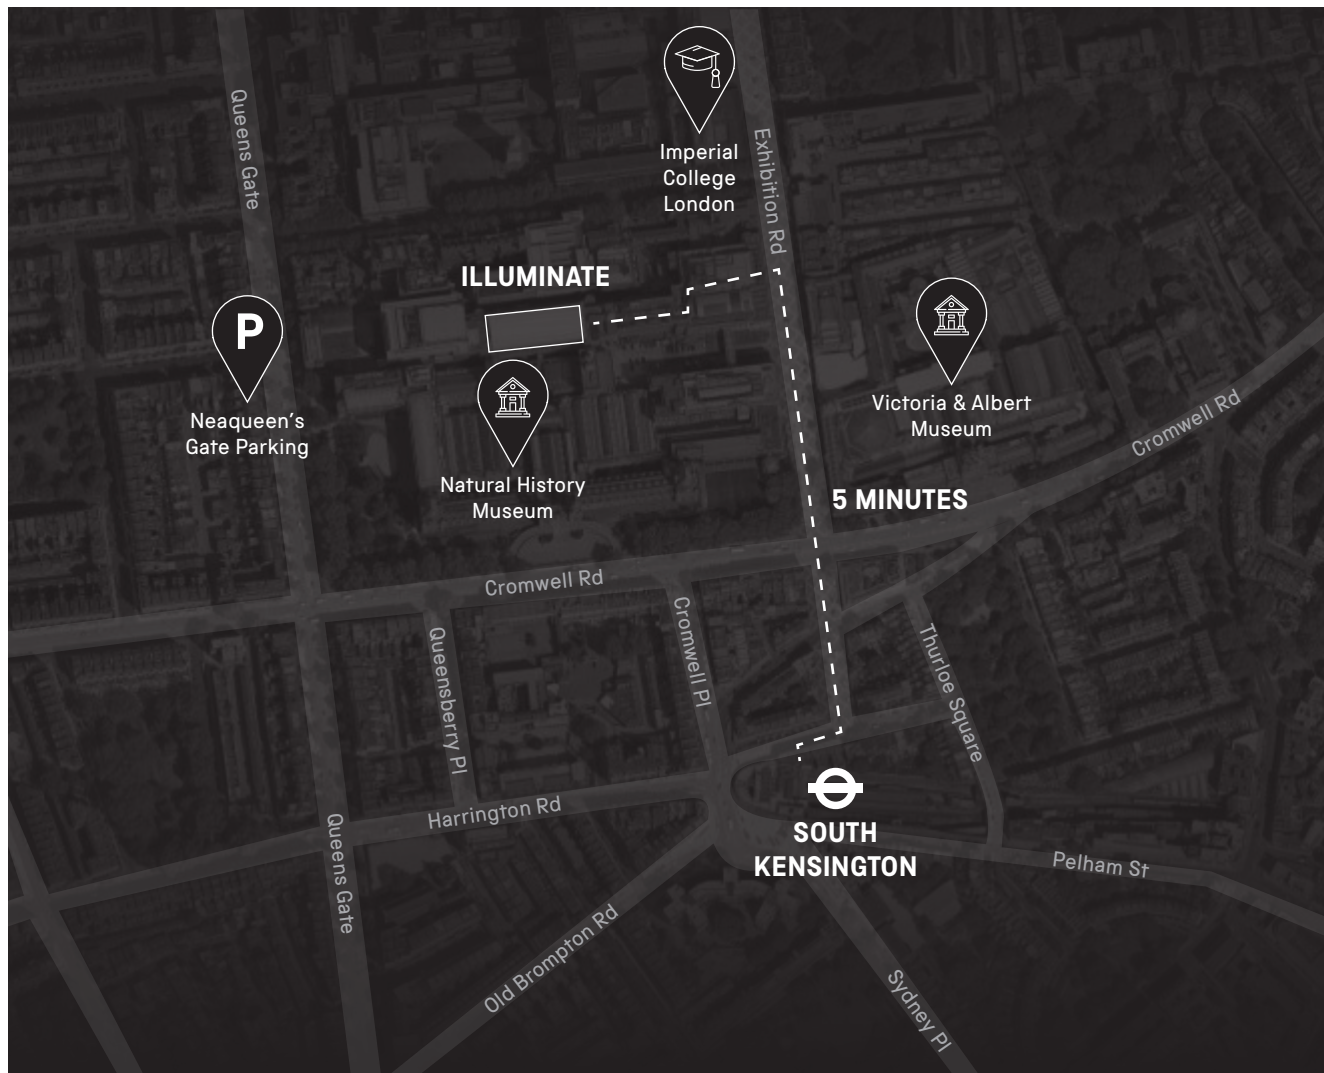 Queens Gate
Imperial
College
London
Exhibition Rd
ILLUMINATE
P
Neaqueen's
Gate Parking
Natural History
Museum
Victoria & Albert
Museum
Cromwell Rd
5 MINUTES
Cromwell Rd
Queensberry Pl
Cromwell Pl
Thurloe Square
Harrington Rd
SOUTH
KENSINGTON
Queens Gate
Pelham St
Old Brompton Rd
Sydney Pl